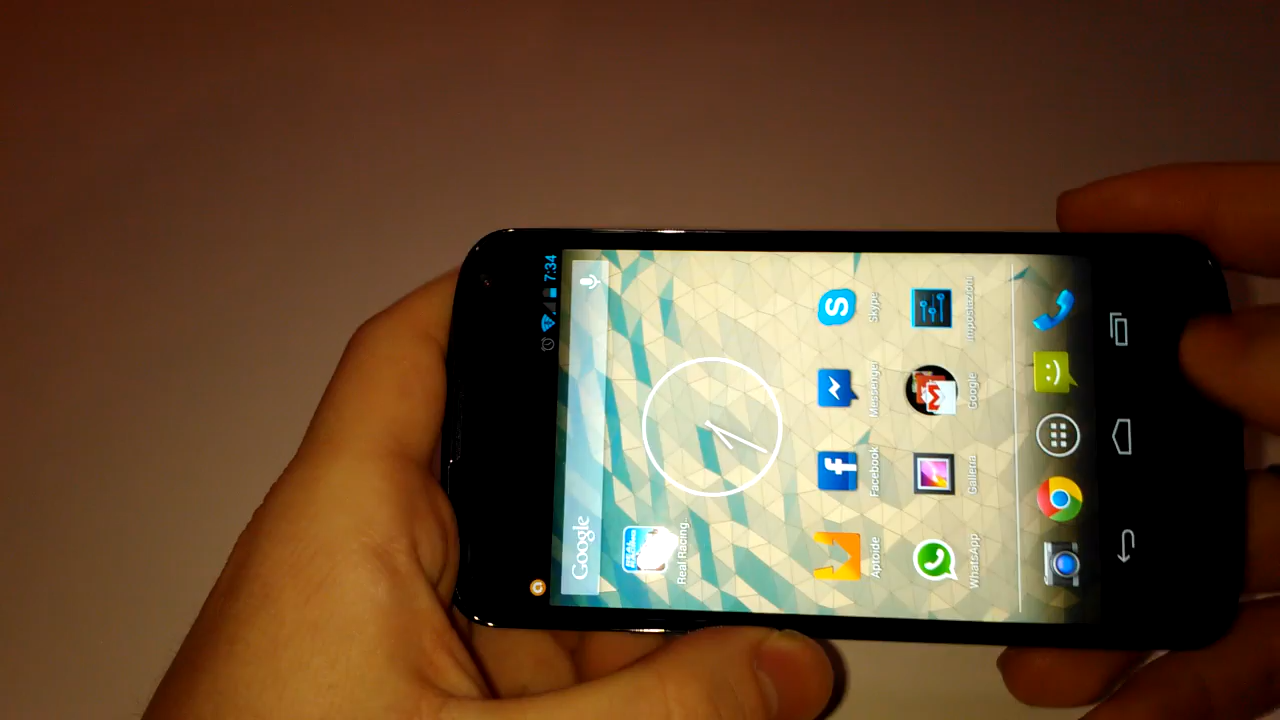 7:34
Google
Real Racing..
Aptoide
Facebook
Messenger
Skype
WhatsApp
Galleria
Google
Impostazioni